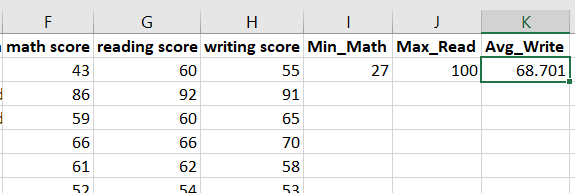 F G H I J K
math score reading score writing score Min_Math Max_Read Avg_Write
43 60 55 27 100 68.701
86 92 91
59 60 65
66 66 70
61 62 58
52 54 53